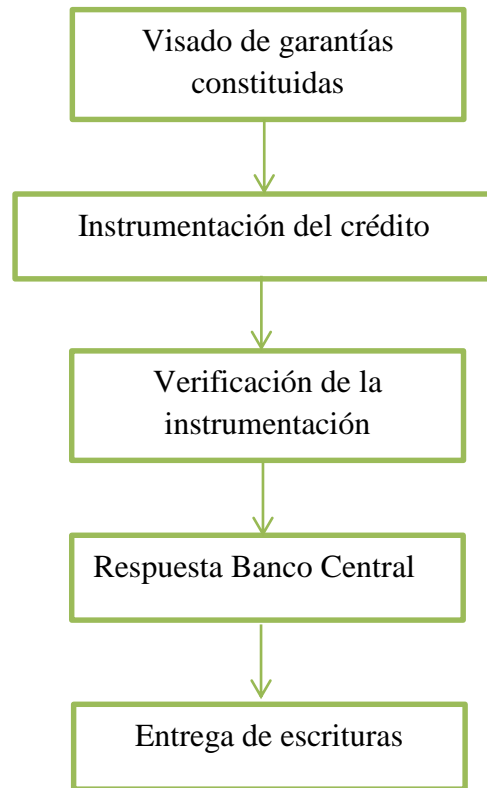 Visado de garantías
constituidas
Instrumentación del crédito
Verificación de la
instrumentación
Respuesta Banco Central
Entrega de escrituras